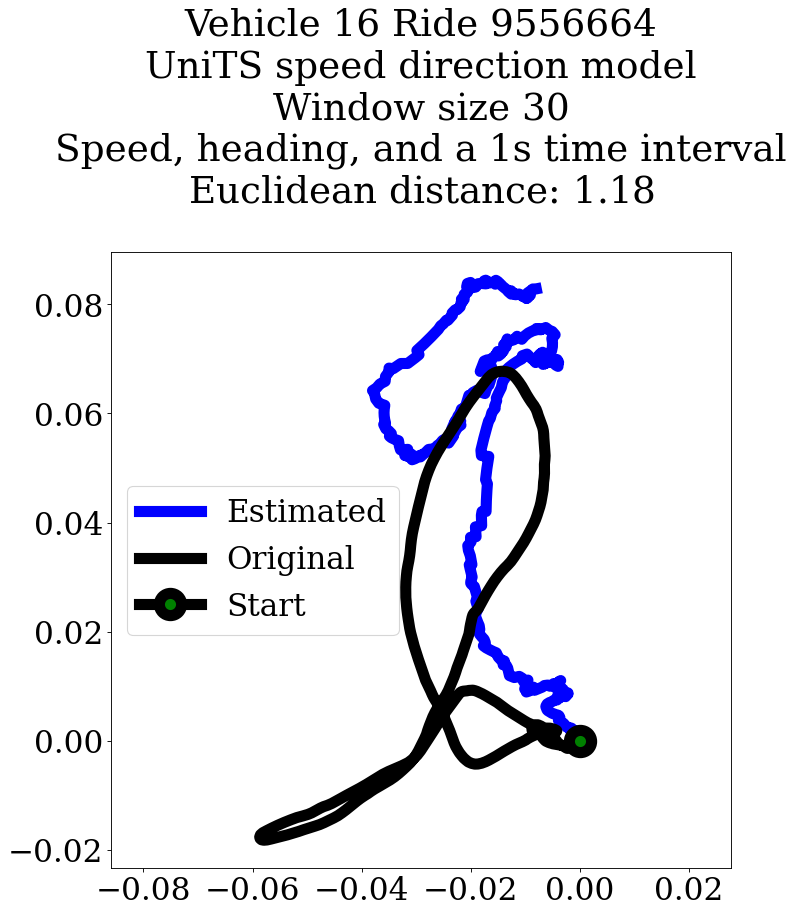 Vehicle 16 Ride 9556664
UniTS speed direction model
Window size 30
Speed, heading, and a 1s time interval
Euclidean distance: 1.18
0.08
0.06
0.04
0.02
0.00
−0.02
Estimated
Original
Start
−0.08 −0.06 −0.04 −0.02 0.00 0.02